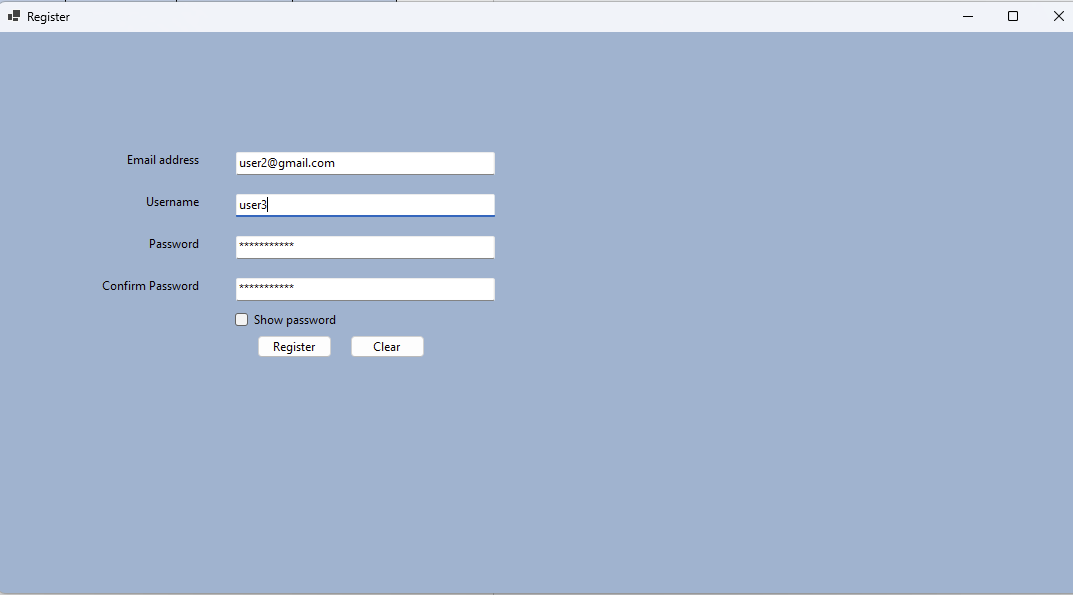 Register
Email address user2@gmail.com
Username user3
Password ***********
Confirm Password ***********
Show password
Register Clear